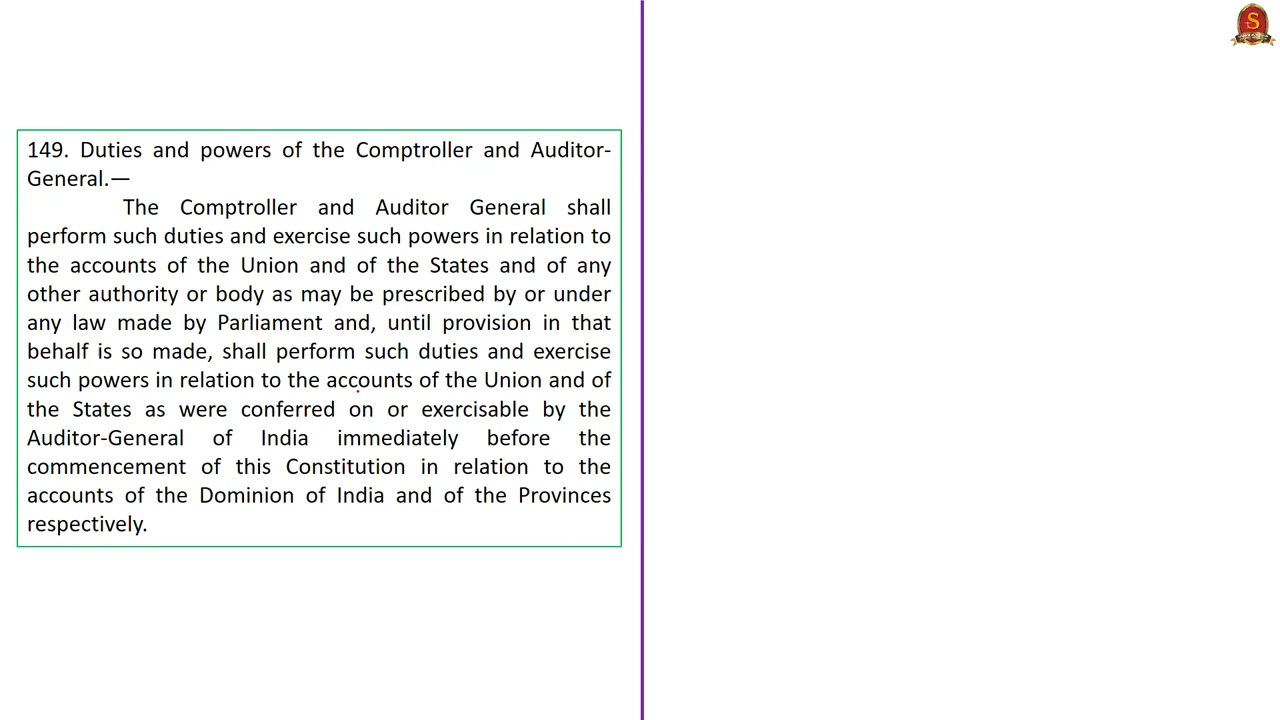 149. Duties and powers of the Comptroller and Auditor-
General.—
The Comptroller and Auditor General shall
perform such duties and exercise such powers in relation to
the accounts of the Union and of the States and of any
other authority or body as may be prescribed by or under
any law made by Parliament and, until provision in that
behalf is so made, shall perform such duties and exercise
such powers in relation to the accounts of the Union and of
the States as were conferred on or exercisable by the
Auditor-General of India immediately before the
commencement of this Constitution in relation to the
accounts of the Dominion of India and of the Provinces
respectively.
S